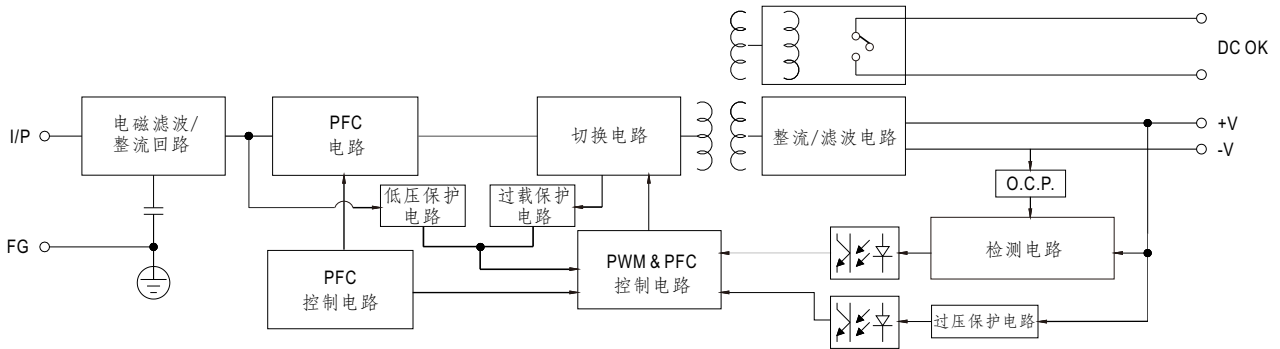 DC OK
I/P
电磁滤波/
整流回路
PFC
电路
切换电路
整流/滤波电路
+V
-V
O.C.P.
低压保护
电路
过载保护
电路
FG
PFC
控制电路
PWM & PFC
控制电路
检测电路
过压保护电路